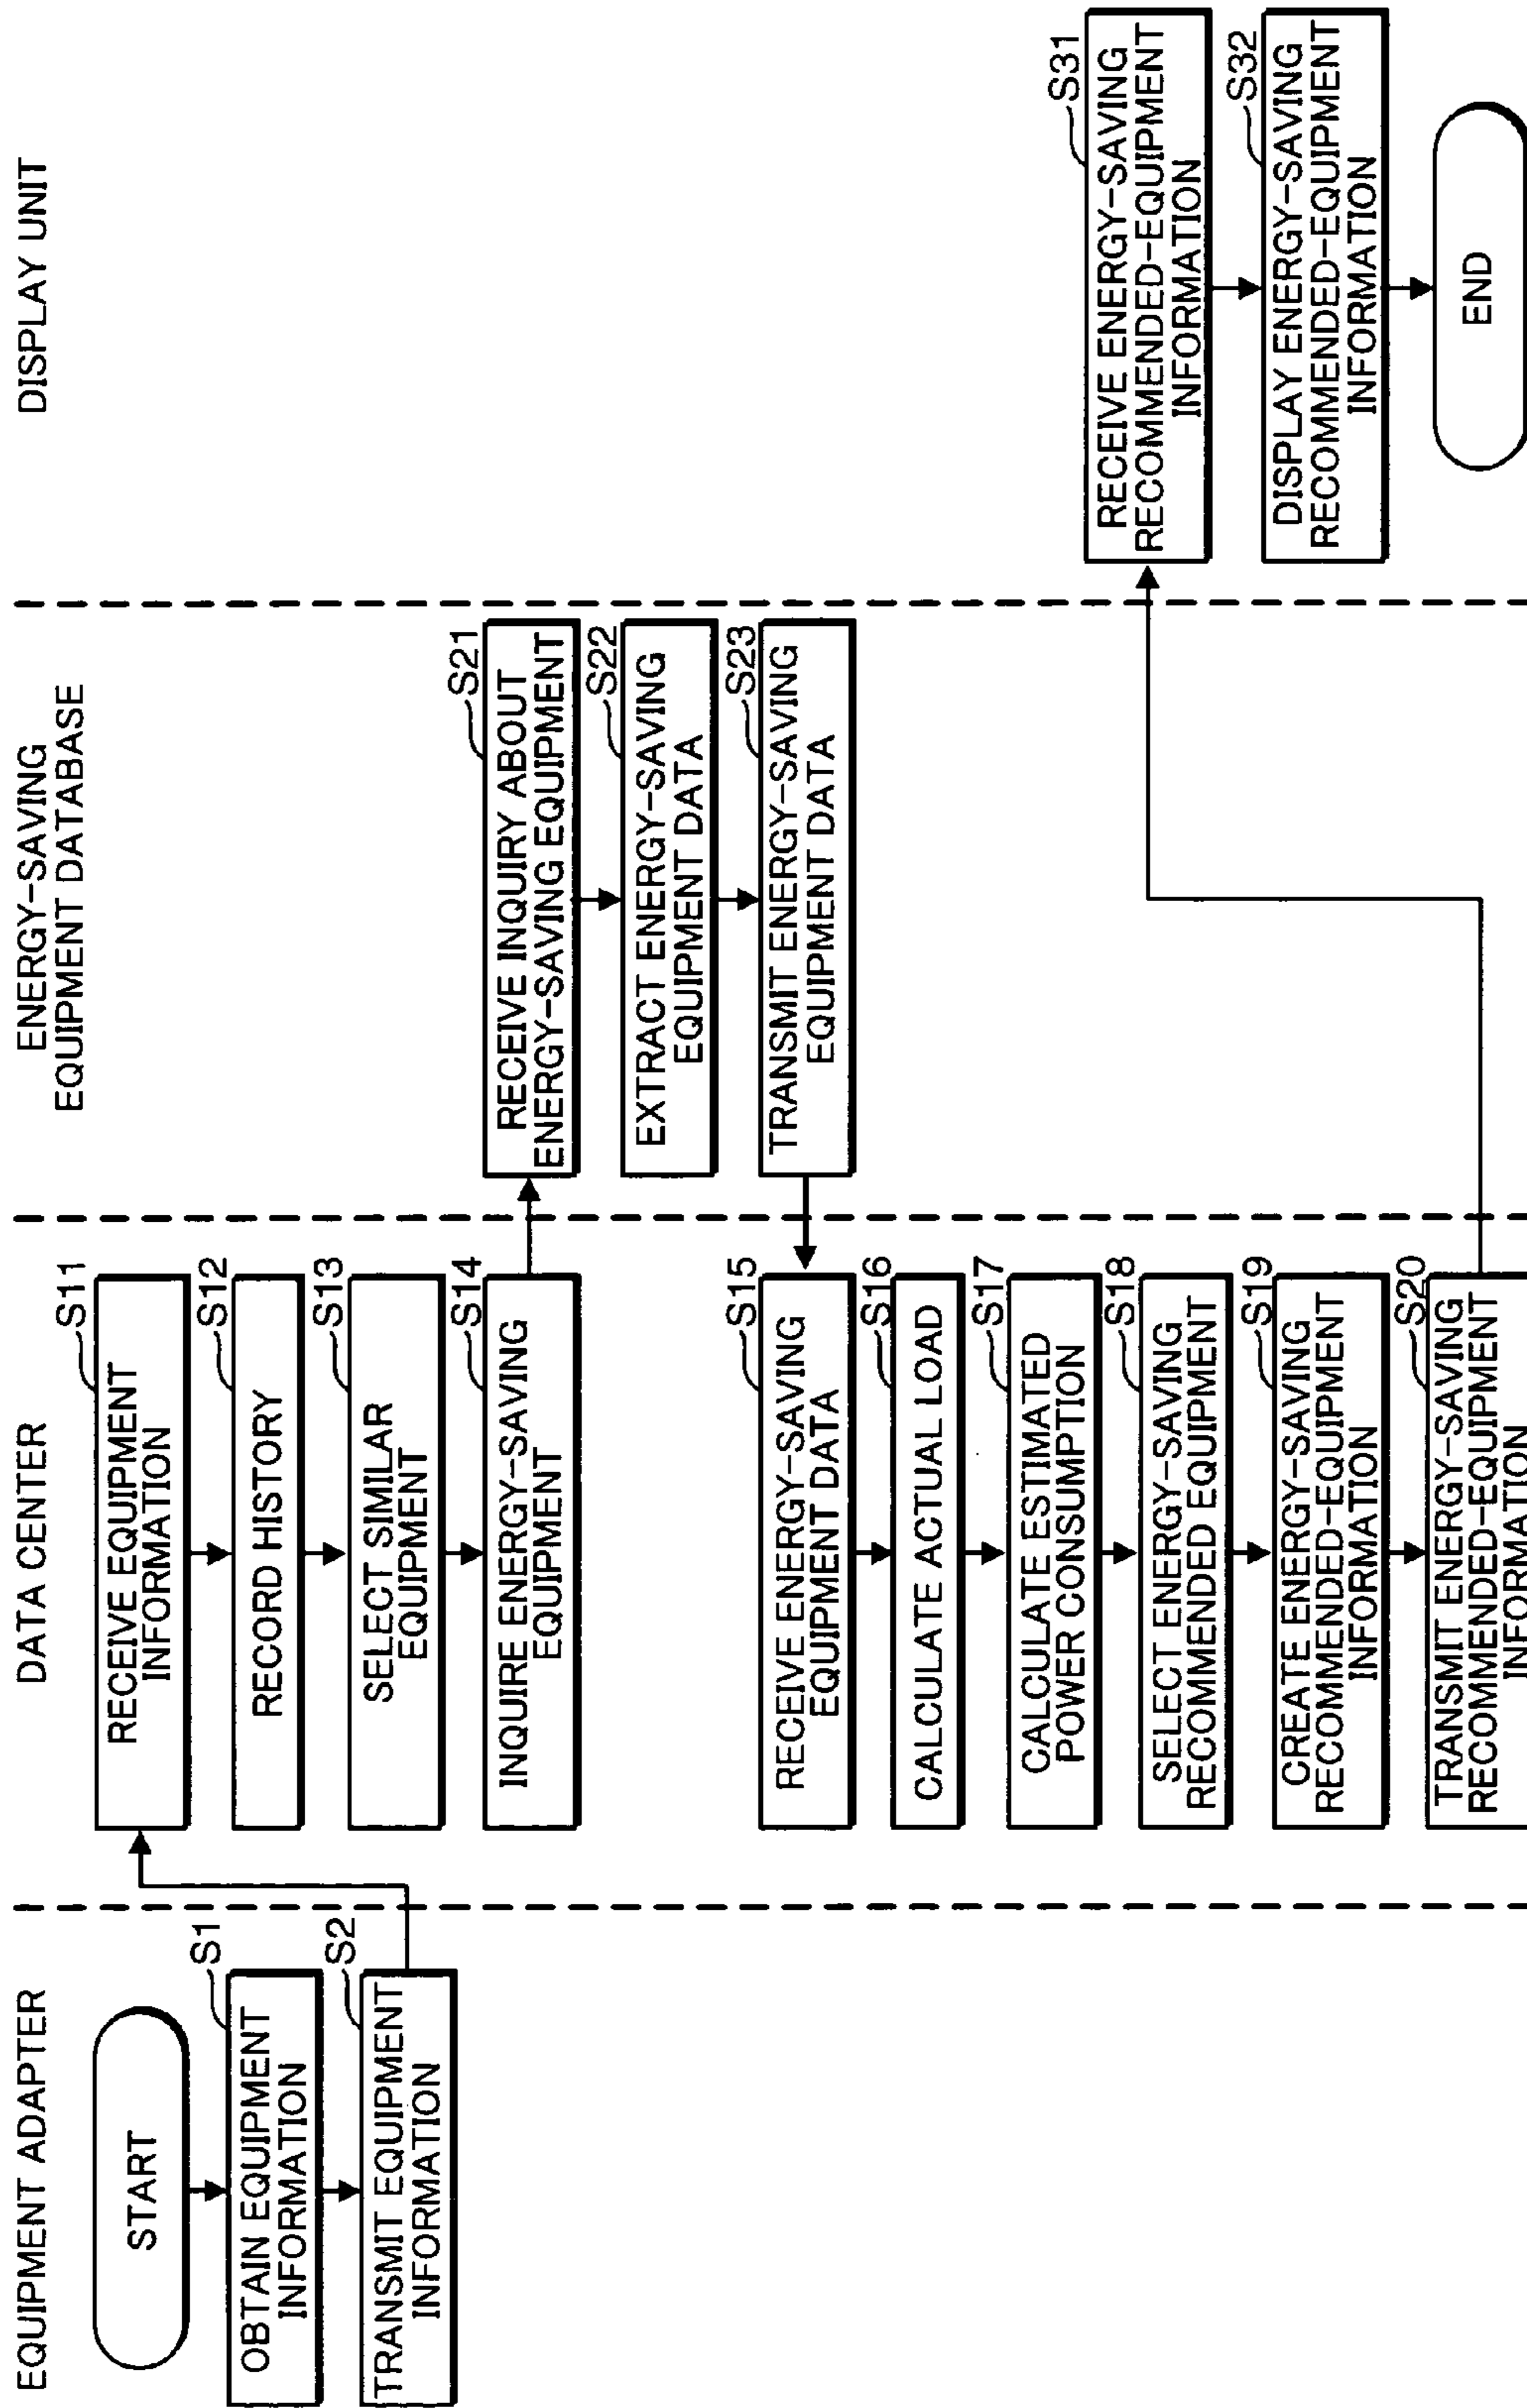 EQUIPMENT ADAPTER
START
S1
OBTAIN EQUIPMENT
INFORMATION
S2
TRANSMIT EQUIPMENT
INFORMATION
DATA CENTER
S11
RECEIVE EQUIPMENT
INFORMATION
S12
RECORD HISTORY
S13
SELECT SIMILAR
EQUIPMENT
S14
INQUIRE ENERGY-SAVING
EQUIPMENT
S15
RECEIVE ENERGY-SAVING
EQUIPMENT DATA
S16
CALCULATE ACTUAL LOAD
S17
CALCULATE ESTIMATED
POWER CONSUMPTION
S18
SELECT ENERGY-SAVING
RECOMMENDED EQUIPMENT
S19
CREATE ENERGY-SAVING
RECOMMENDED-EQUIPMENT
INFORMATION
S20
TRANSMIT ENERGY-SAVING
RECOMMENDED-EQUIPMENT
INFORMATION
ENERGY-SAVING
EQUIPMENT DATABASE
S21
RECEIVE INQUIRY ABOUT
ENERGY-SAVING EQUIPMENT
S22
EXTRACT ENERGY-SAVING
EQUIPMENT DATA
S23
TRANSMIT ENERGY-SAVING
EQUIPMENT DATA
DISPLAY UNIT
S31
RECEIVE ENERGY-SAVING
RECOMMENDED-EQUIPMENT
INFORMATION
S32
DISPLAY ENERGY-SAVING
RECOMMENDED-EQUIPMENT
INFORMATION
END